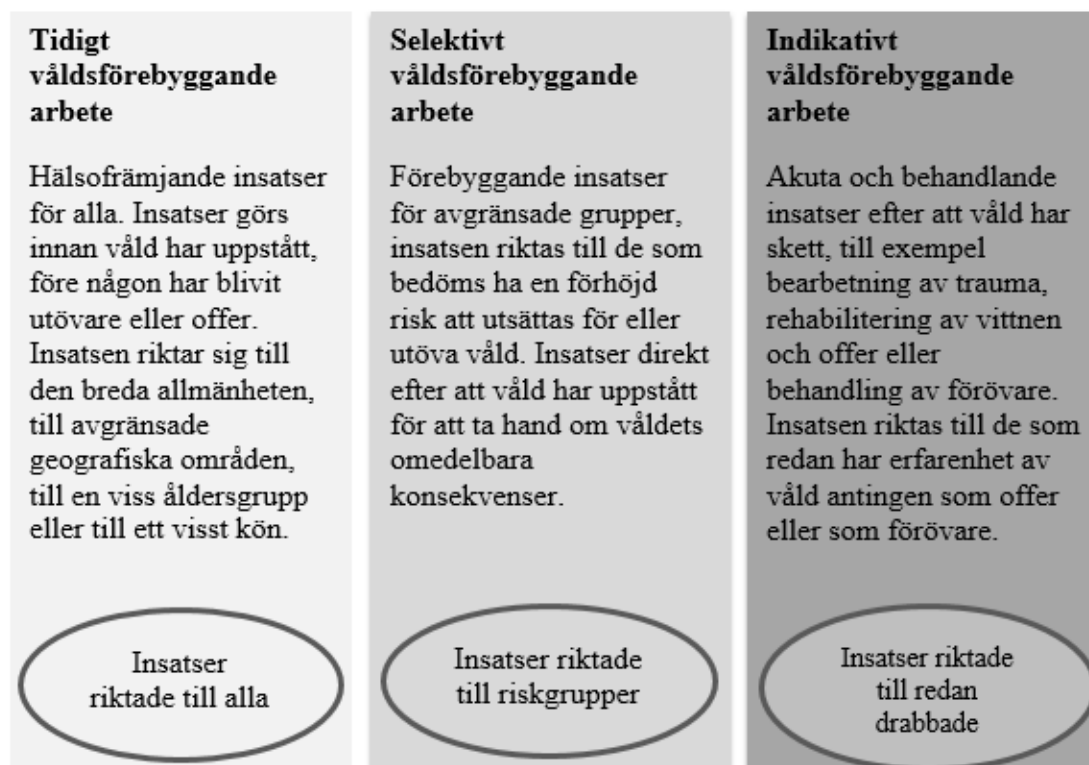 Tidigt
våldsförebyggande
arbete
Hälsofrämjande insatser
för alla. Insatser görs
innan våld har uppstått,
före någon har blivit
utövare eller offer.
Insatsen riktar sig till
den breda allmänheten,
till avgränsade
geografiska områden,
till en viss åldersgrupp
eller till ett visst kön.
Insatser
riktade till alla
Selektivt
våldsförebyggande
arbete
Förebyggande insatser
för avgränsade grupper,
insatsen riktas till de som
bedöms ha en förhöjd
risk att utsättas för eller
utöva våld. Insatser direkt
efter att våld har uppstått
för att ta hand om våldets
omedelbara
konsekvenser.
Insatser riktade
till riskgrupper
Indikativt
våldsförebyggande
arbete
Akuta och behandlande
insatser efter att våld har
skett, till exempel
bearbetning av trauma,
rehabilitering av vittnen
och offer eller
behandling av förövare.
Insatsen riktas till de som
redan har erfarenhet av
våld antingen som offer
eller som förövare.
Insatser riktade
till redan
drabbade